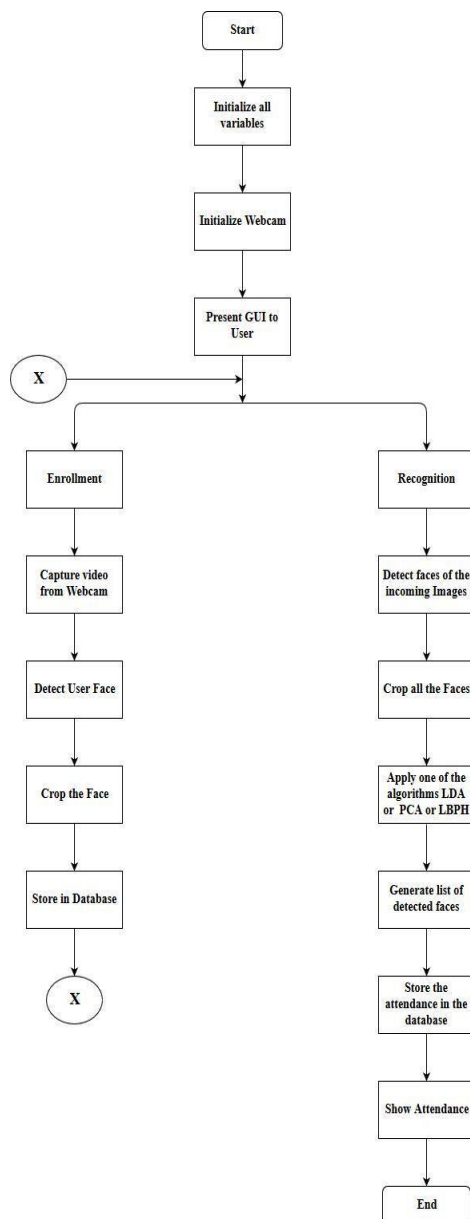 Start
Initialize all
variables
Initialize Webcam
Present GUI to
User
X
Enrollment
Capture video
from Webcam
Detect User Face
Crop the Face
Store in Database
X
Recognition
Detect faces of the
incoming Images
Crop all the Faces
Apply one of the
algorithms LDA
or PCA or LBPH
Generate list of
detected faces
Store the
attendance in the
database
Show Attendance
End